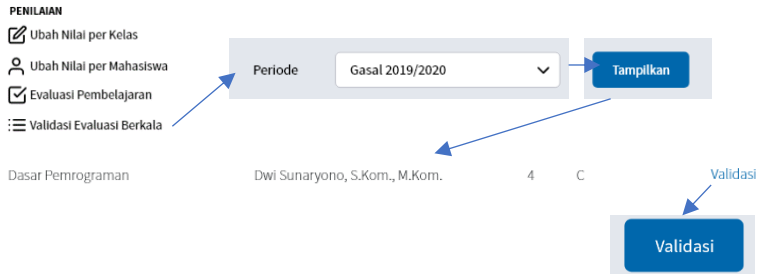 PENILAIAN
Ubah Nilai per Kelas
Ubah Nilai per Mahasiswa
Evaluasi Pembelajaran
Validasi Evaluasi Berkala
Periode Gasal 2019/2020 Tampilkan
Dasar Pemrograman Dwi Sunaryono, S.Kom., M.Kom. 4 C Validasi
Validasi